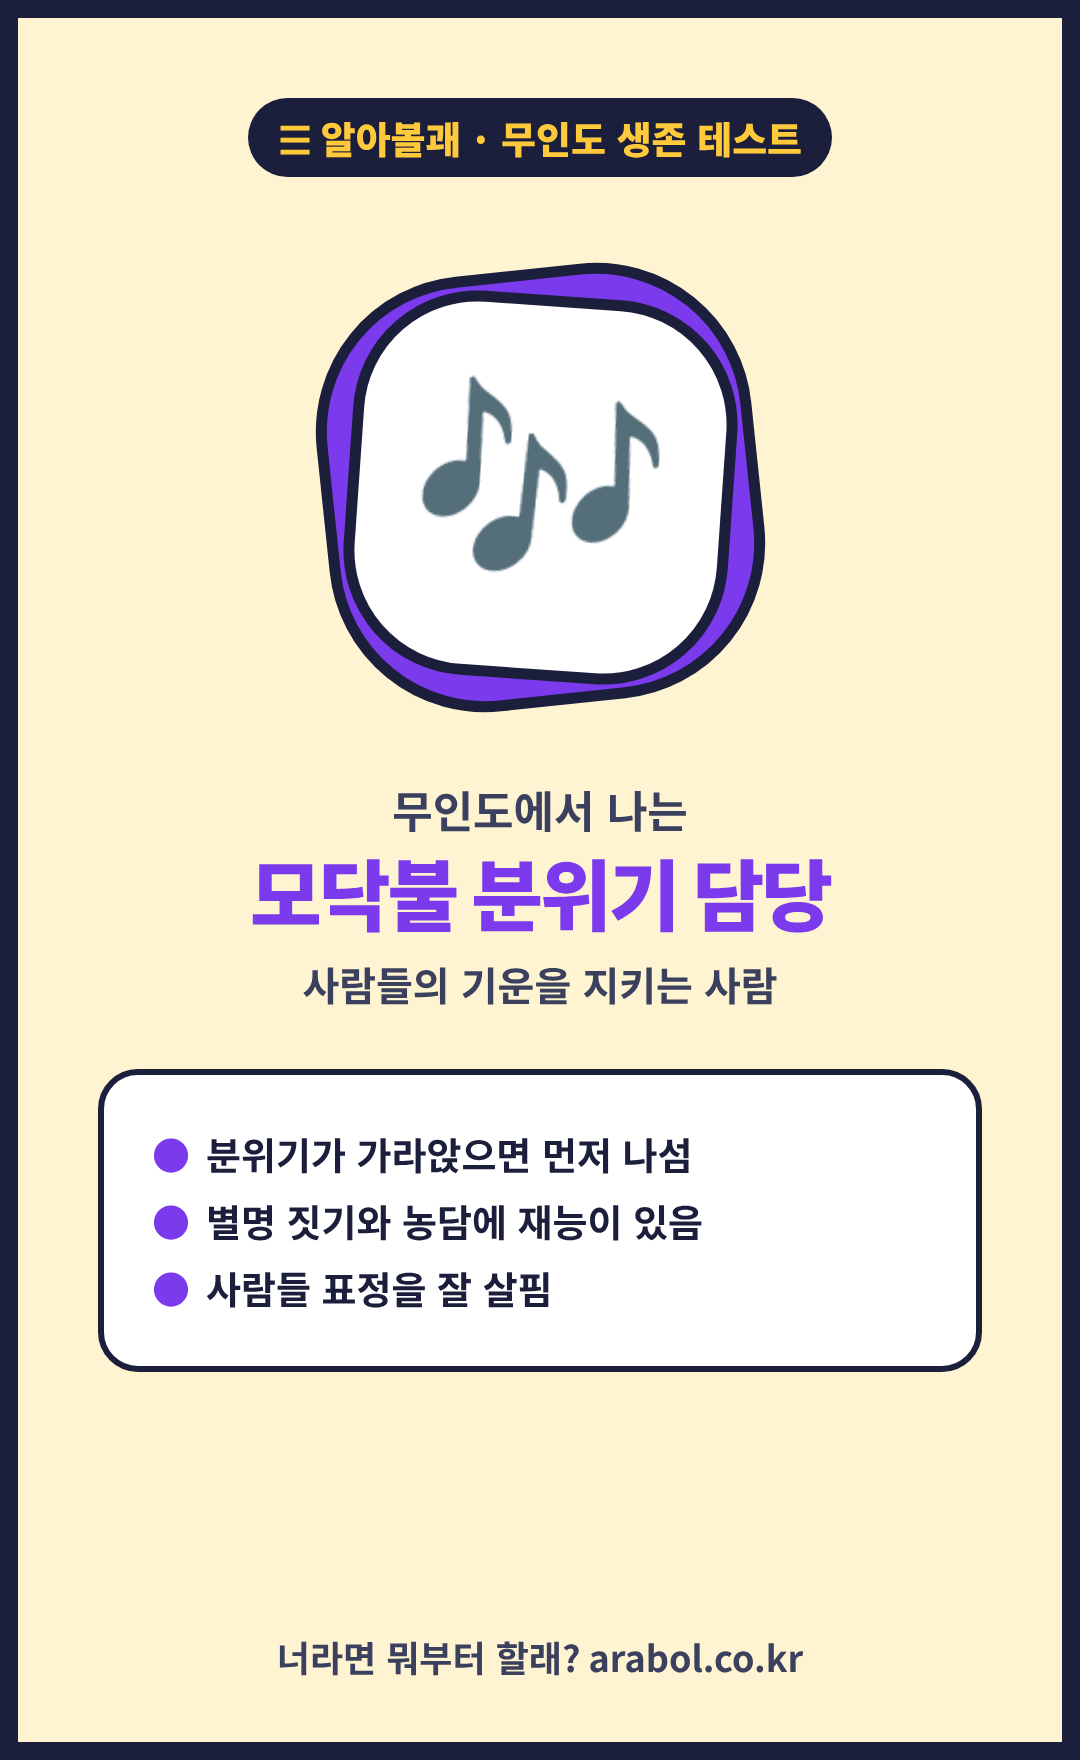 ☰ 알아볼괘 · 무인도 생존 테스트
무인도에서 나는
모닥불 분위기 담당
사람들의 기운을 지키는 사람
분위기가 가라앉으면 먼저 나섬
별명 짓기와 농담에 재능이 있음
사람들 표정을 잘 살핌
너라면 뭐부터 할래? arabol.co.kr